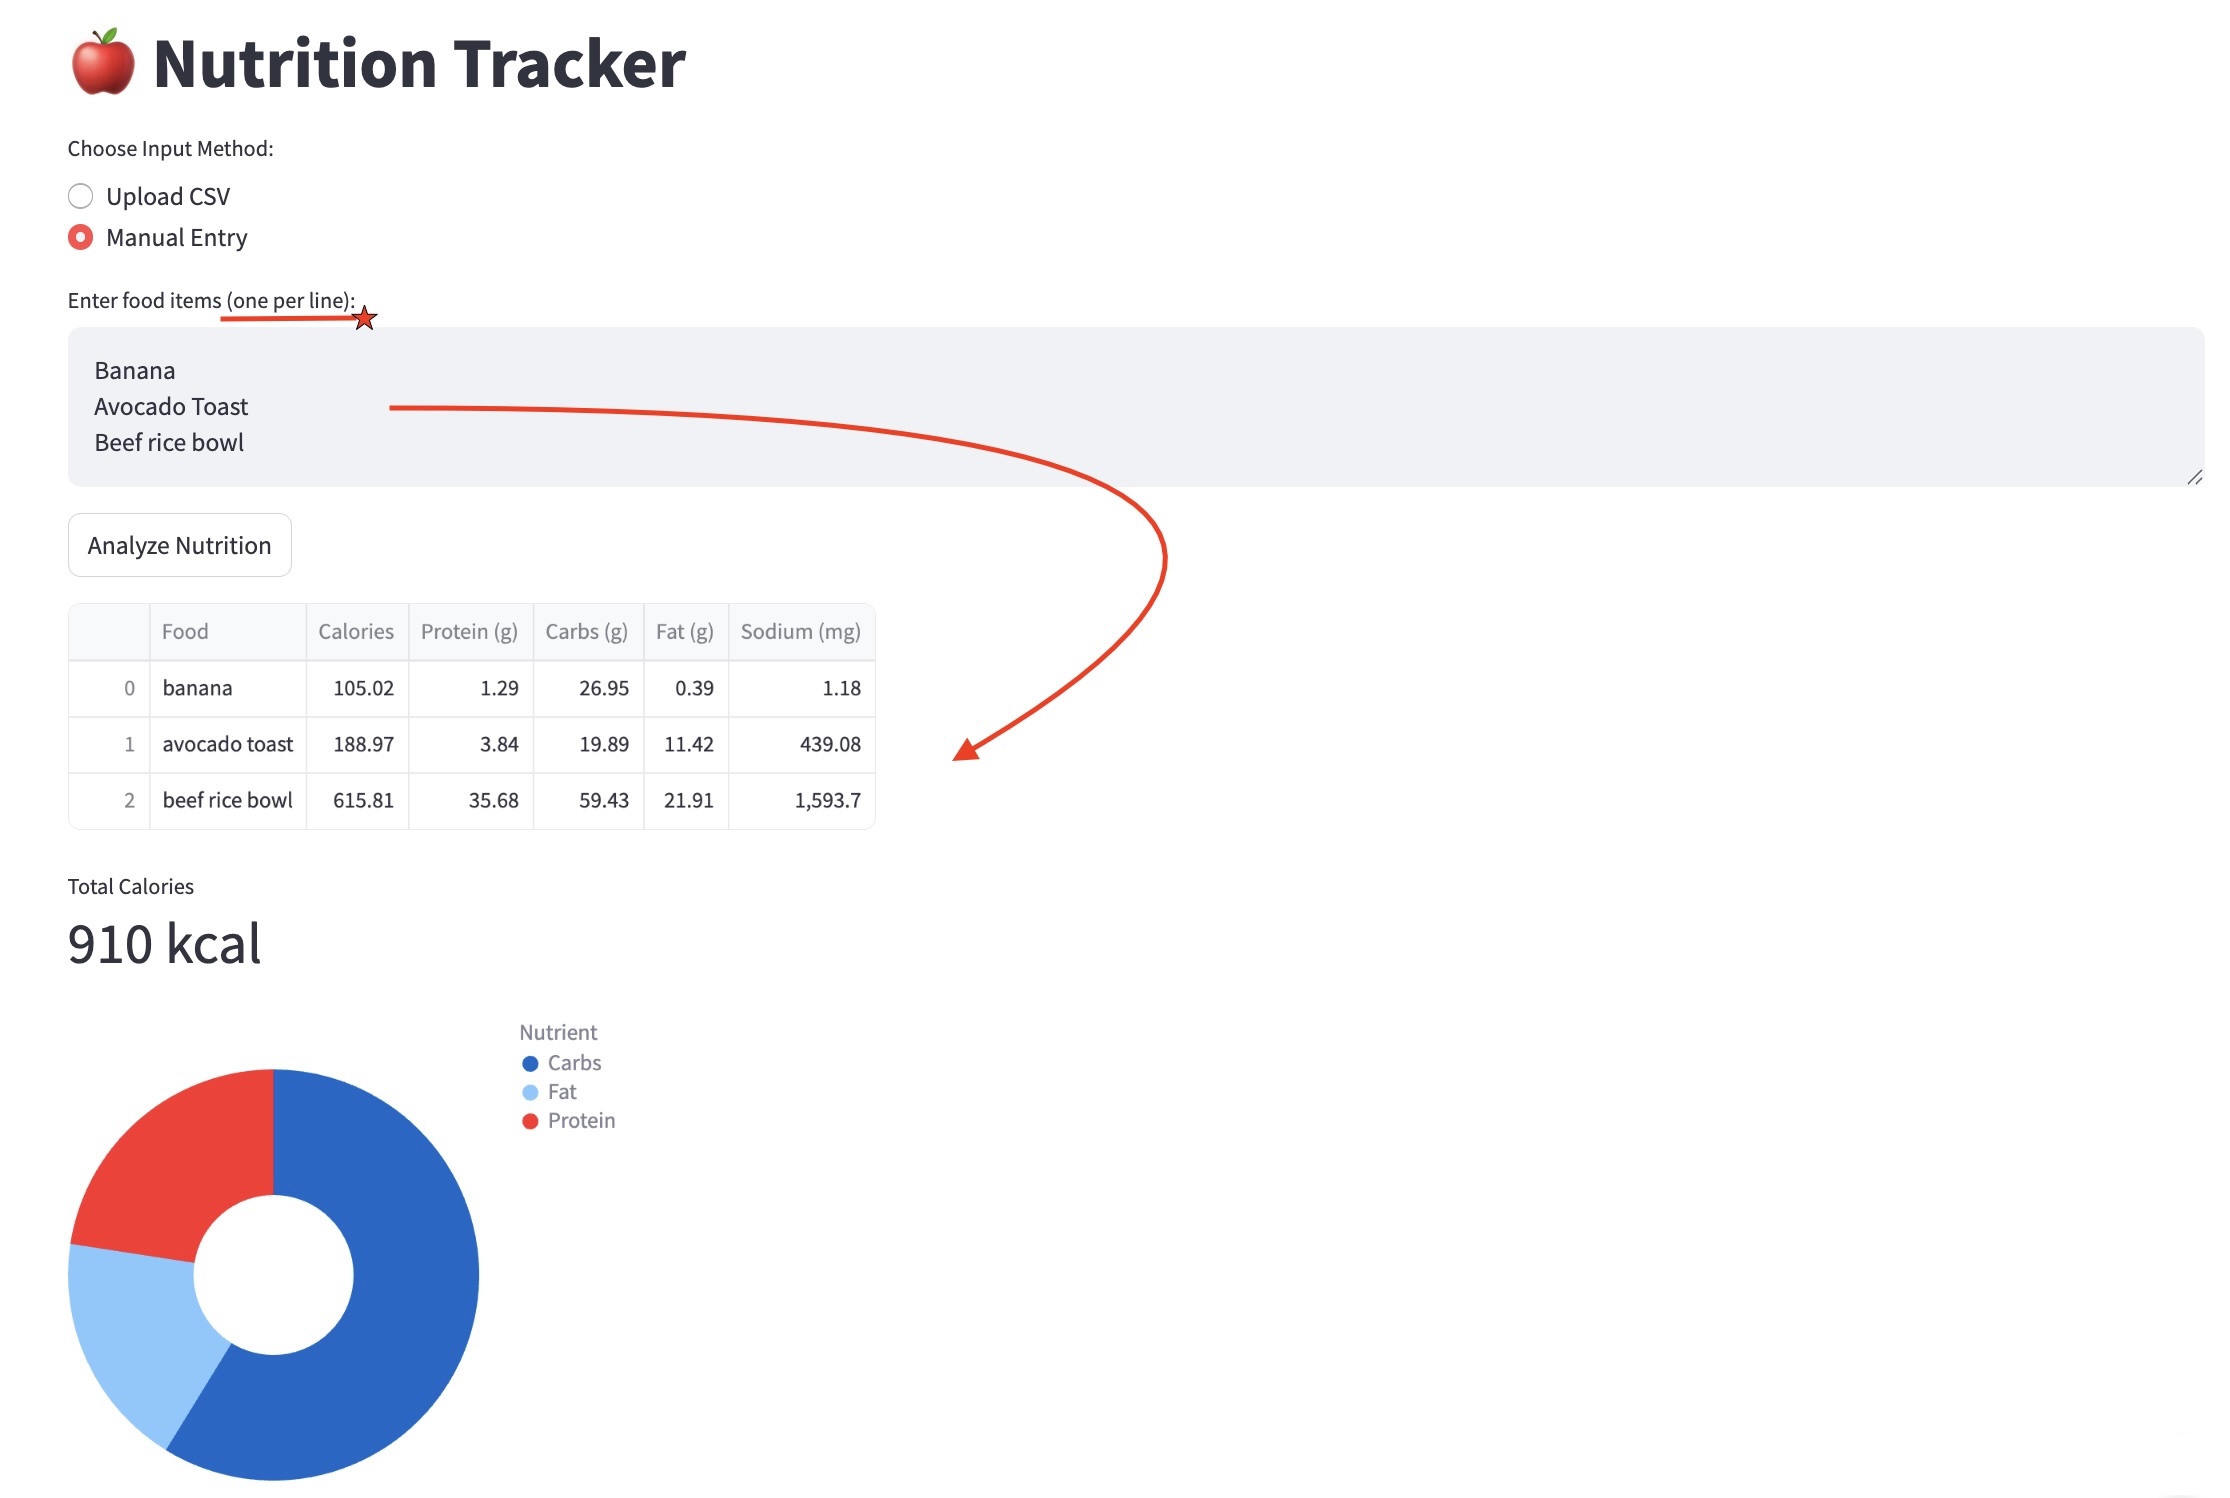 Nutrition Tracker
Choose Input Method:
Upload CSV
Manual Entry
Enter food items (one per line):
Banana
Avocado Toast
Beef rice bowl
Analyze Nutrition
Food Calories Protein (g) Carbs (g) Fat (g) Sodium (mg)
0 banana 105.02 1.29 26.95 0.39 1.18
1 avocado toast 188.97 3.84 19.89 11.42 439.08
2 beef rice bowl 615.81 35.68 59.43 21.91 1,593.7
Total Calories
910 kcal
Nutrient
Carbs
Fat
Protein